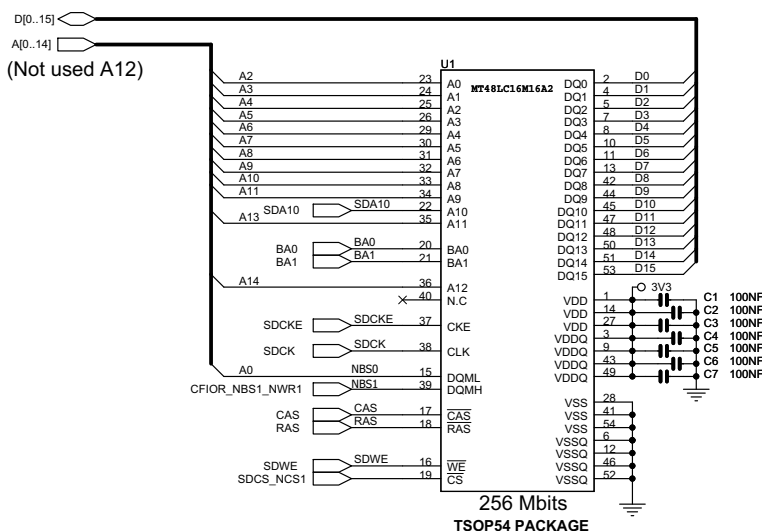 D[0..15]
A[0..14]
(Not used A12)
U1
MT48LC16M16A2
A2 23 A0 DQ0 2 D0
A3 24 A1 DQ1 4 D1
A4 25 A2 DQ2 5 D2
A5 26 A3 DQ3 7 D3
A6 29 A4 DQ4 8 D4
A7 30 A5 DQ5 10 D5
A8 31 A6 DQ6 11 D6
A9 32 A7 DQ7 13 D7
A10 33 A8 DQ8 42 D8
A11 34 A9 DQ9 44 D9
SDA10 SDA10 22 A10 DQ10 45 D10
A13 35 A11 DQ11 47 D11
DQ12 48 D12
BA0 BA0 20 BA0 DQ13 50 D13
BA1 BA1 21 BA1 DQ14 51 D14
DQ15 53 D15
A14 36 A12
3V3
40 N.C VDD 1 C1 100NF
VDD 14 C2 100NF
SDCKE SDCKE 37 CKE VDD 27 C3 100NF
VDDQ 3 C4 100NF
SDCK SDCK 38 CLK VDDQ 9 C5 100NF
VDDQ 43 C6 100NF
A0 NBS0 15 DQML VDDQ 49 C7 100NF
CFIOR_NBS1_NWR1 NBS1 39 DQMH
VSS 28
CAS CAS 17 CAS VSS 41
RAS RAS 18 RAS VSS 54
VSSQ 6
VSSQ 12
SDWE SDWE 16 WE VSSQ 46
SDCS_NCS1 19 CS VSSQ 52
256 Mbits
TSOP54 PACKAGE